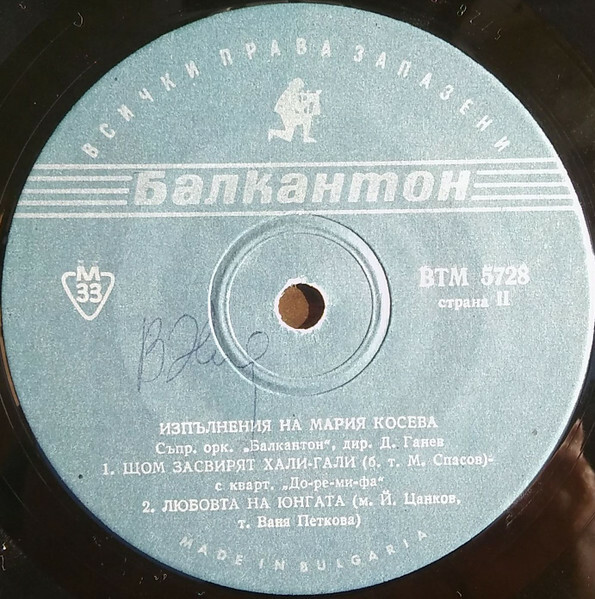 ВСИЧКИ ПРАВА ЗАПАЗЕНИ
Балкантон
М
33
ВТМ 5728
страна II
ИЗПЪЛНЕНИЯ НА МАРИЯ КОСЕВА
Съпр. орк. „Балкантон“, дир. Д. Ганев
1. ЩОМ ЗАСВИРЯТ ХАЛИ-ГАЛИ (б. т. М. Спасов)-
с кварт. „До-ре-ми-фа“
2. ЛЮБОВТА НА ЮНГАТА (м. Й. Цанков,
т. Ваня Петкова)
MADE IN BULGARIA